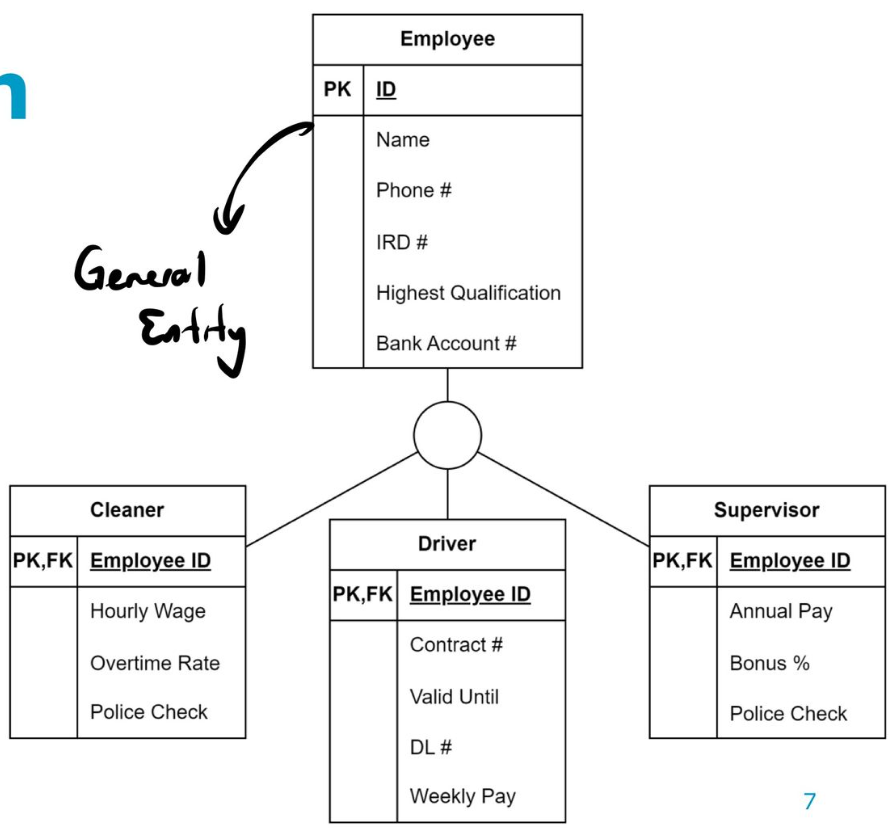 n
Employee
PK ID
Name
Phone #
IRD #
Highest Qualification
Bank Account #
General
Entity
Cleaner
PK,FK Employee ID
Hourly Wage
Overtime Rate
Police Check
Driver
PK,FK Employee ID
Contract #
Valid Until
DL #
Weekly Pay
Supervisor
PK,FK Employee ID
Annual Pay
Bonus %
Police Check
7